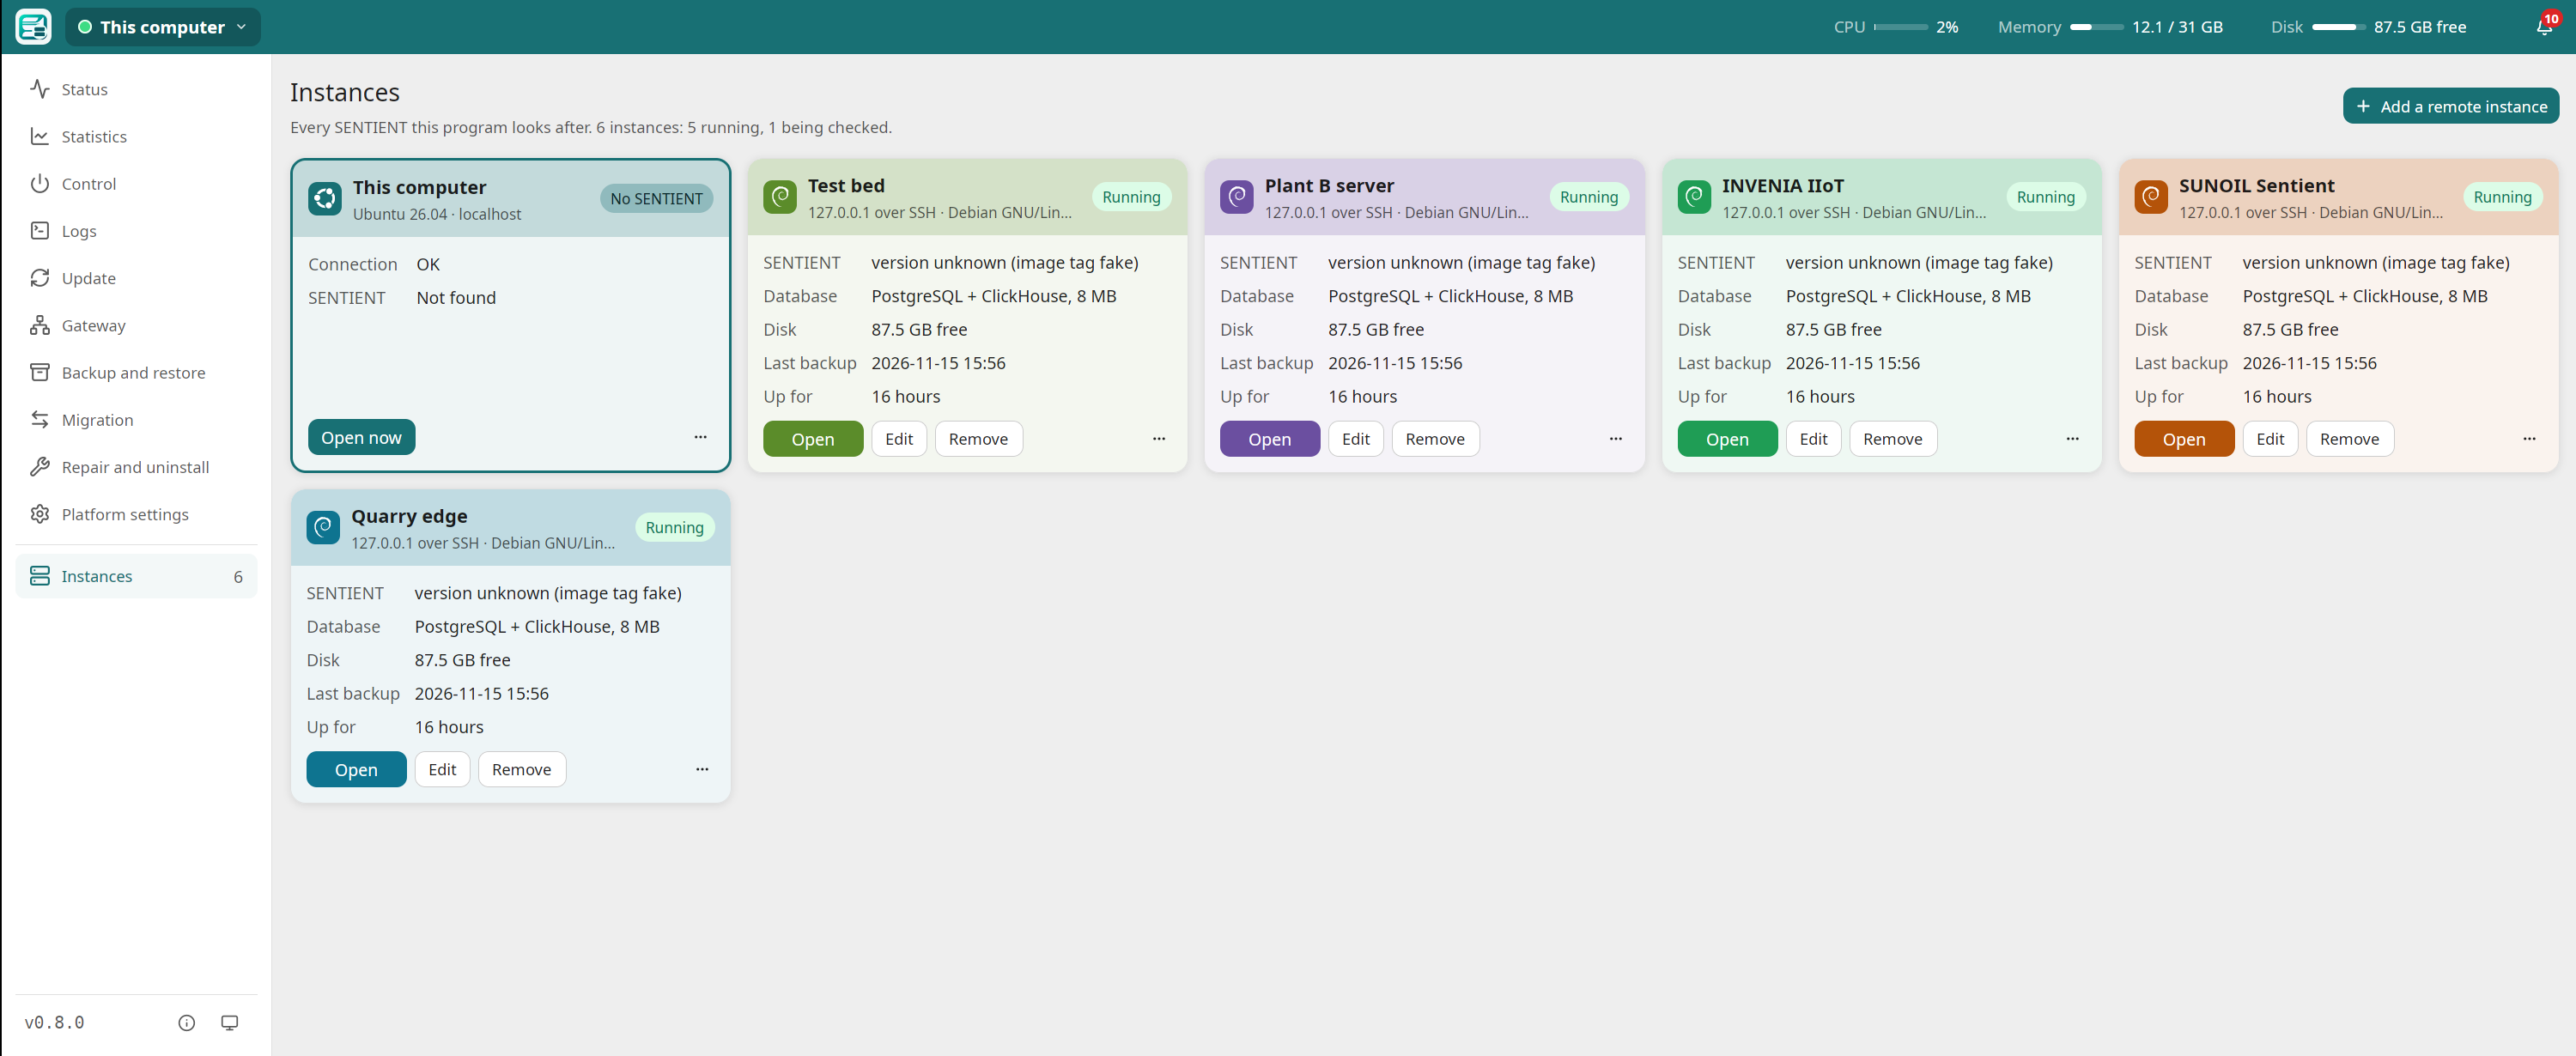 This computer
CPU 2% Memory 12.1 / 31 GB Disk 87.5 GB free 10
Status
Statistics
Control
Logs
Update
Gateway
Backup and restore
Migration
Repair and uninstall
Platform settings
Instances 6
v0.8.0
Instances
Every SENTIENT this program looks after. 6 instances: 5 running, 1 being checked.
+ Add a remote instance
This computer
Ubuntu 26.04 · localhost
No SENTIENT
Connection OK
SENTIENT Not found
Open now ...
Test bed
127.0.0.1 over SSH · Debian GNU/Lin...
Running
SENTIENT version unknown (image tag fake)
Database PostgreSQL + ClickHouse, 8 MB
Disk 87.5 GB free
Last backup 2026-11-15 15:56
Up for 16 hours
Open Edit Remove ...
Plant B server
127.0.0.1 over SSH · Debian GNU/Lin...
Running
SENTIENT version unknown (image tag fake)
Database PostgreSQL + ClickHouse, 8 MB
Disk 87.5 GB free
Last backup 2026-11-15 15:56
Up for 16 hours
Open Edit Remove ...
INVENIA IIoT
127.0.0.1 over SSH · Debian GNU/Lin...
Running
SENTIENT version unknown (image tag fake)
Database PostgreSQL + ClickHouse, 8 MB
Disk 87.5 GB free
Last backup 2026-11-15 15:56
Up for 16 hours
Open Edit Remove ...
SUNOIL Sentient
127.0.0.1 over SSH · Debian GNU/Lin...
Running
SENTIENT version unknown (image tag fake)
Database PostgreSQL + ClickHouse, 8 MB
Disk 87.5 GB free
Last backup 2026-11-15 15:56
Up for 16 hours
Open Edit Remove ...
Quarry edge
127.0.0.1 over SSH · Debian GNU/Lin...
Running
SENTIENT version unknown (image tag fake)
Database PostgreSQL + ClickHouse, 8 MB
Disk 87.5 GB free
Last backup 2026-11-15 15:56
Up for 16 hours
Open Edit Remove ...